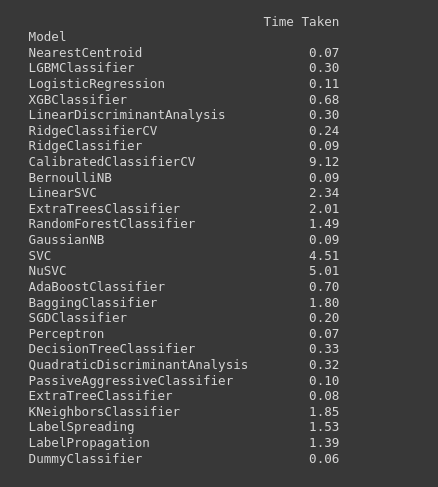 Time Taken
Model
NearestCentroid 0.07
LGBMClassifier 0.30
LogisticRegression 0.11
XGBClassifier 0.68
LinearDiscriminantAnalysis 0.30
RidgeClassifierCV 0.24
RidgeClassifier 0.09
CalibratedClassifierCV 9.12
BernoulliNB 0.09
LinearSVC 2.34
ExtraTreesClassifier 2.01
RandomForestClassifier 1.49
GaussianNB 0.09
SVC 4.51
NuSVC 5.01
AdaBoostClassifier 0.70
BaggingClassifier 1.80
SGDClassifier 0.20
Perceptron 0.07
DecisionTreeClassifier 0.33
QuadraticDiscriminantAnalysis 0.32
PassiveAggressiveClassifier 0.10
ExtraTreeClassifier 0.08
KNeighborsClassifier 1.85
LabelSpreading 1.53
LabelPropagation 1.39
DummyClassifier 0.06